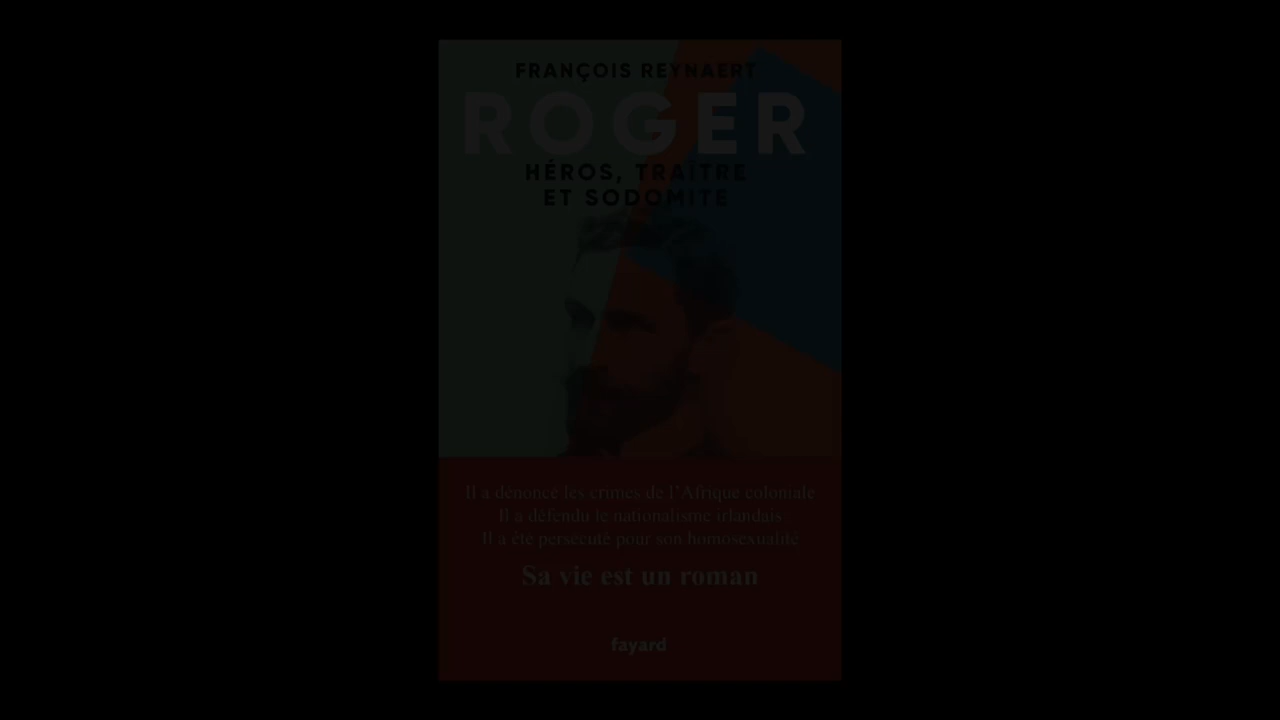 FRANÇOIS REYNAERT
ROGER
HÉROS, TRAÎTRE
ET SODOMITE
Il a dénoncé les crimes de l'Afrique coloniale
Il a défendu le nationalisme irlandais
Il a été persécuté pour son homosexualité
Sa vie est un roman
fayard